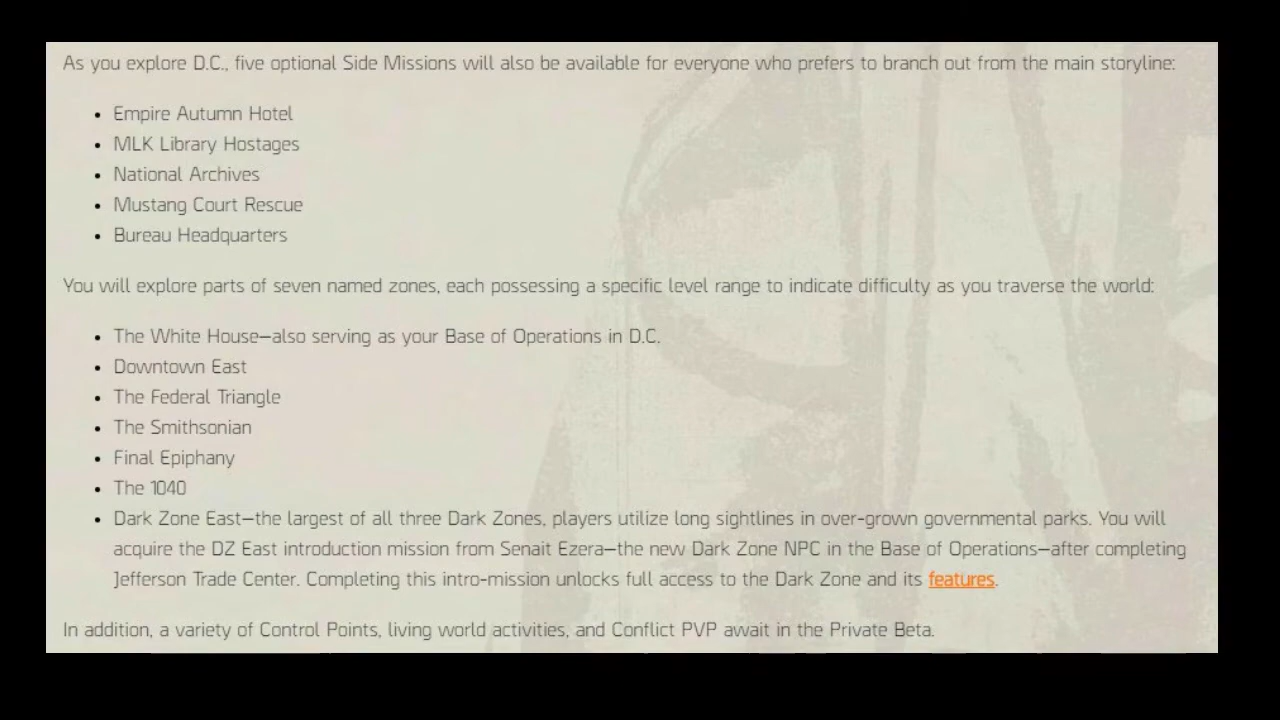 As you explore D.C., five optional Side Missions will also be available for everyone who prefers to branch out from the main storyline:
• Empire Autumn Hotel
• MLK Library Hostages
• National Archives
• Mustang Court Rescue
• Bureau Headquarters
You will explore parts of seven named zones, each possessing a specific level range to indicate difficulty as you traverse the world:
• The White House—also serving as your Base of Operations in D.C.
• Downtown East
• The Federal Triangle
• The Smithsonian
• Final Epiphany
• The 1040
• Dark Zone East—the largest of all three Dark Zones, players utilize long sightlines in over-grown governmental parks. You will
acquire the DZ East introduction mission from Senait Ezera—the new Dark Zone NPC in the Base of Operations—after completing
Jefferson Trade Center. Completing this intro-mission unlocks full access to the Dark Zone and its features.
In addition, a variety of Control Points, living world activities, and Conflict PVP await in the Private Beta.